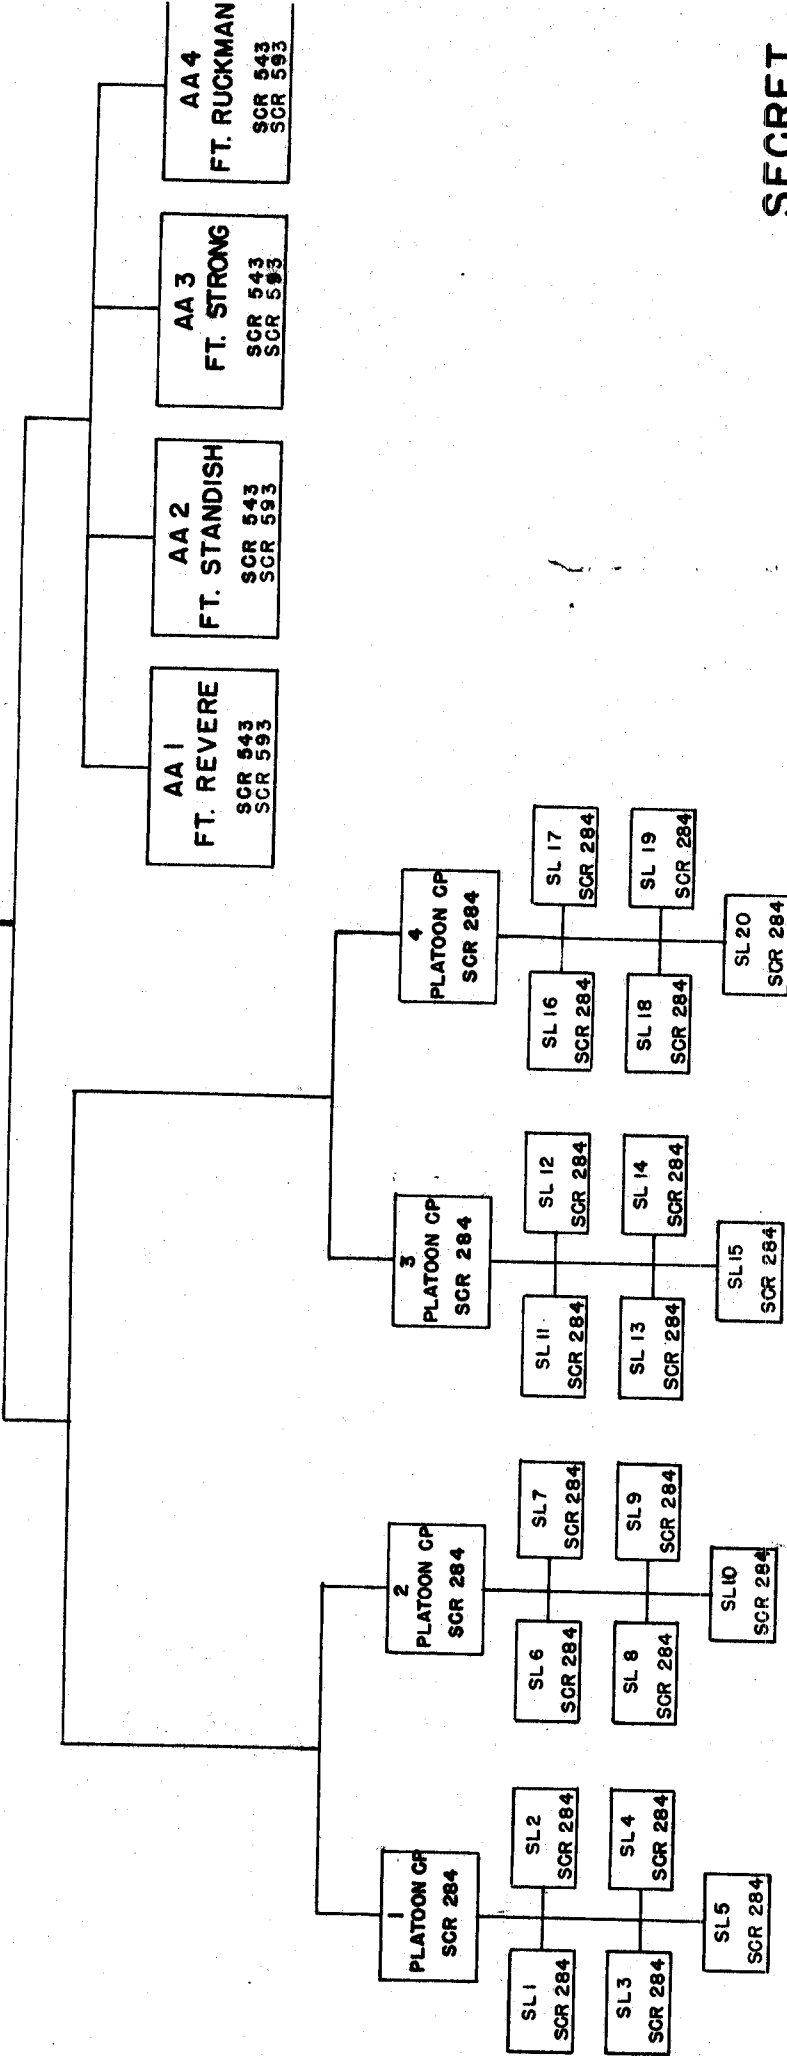 AA 1
FT. REVERE
SCR 543
SCR 593
AA 2
FT. STANDISH
SCR 543
SCR 593
AA 3
FT. STRONG
SCR 543
SCR 593
AA 4
FT. RUCKMAN
SCR 543
SCR 593
1
PLATOON CP
SCR 284
2
PLATOON CP
SCR 284
3
PLATOON CP
SCR 284
4
PLATOON CP
SCR 284
SL 1
SCR 284
SL 2
SCR 284
SL 3
SCR 284
SL 4
SCR 284
SL 5
SCR 284
SL 6
SCR 284
SL 7
SCR 284
SL 8
SCR 284
SL 9
SCR 284
SL 10
SCR 284
SL 11
SCR 284
SL 12
SCR 284
SL 13
SCR 284
SL 14
SCR 284
SL 15
SCR 284
SL 16
SCR 284
SL 17
SCR 284
SL 18
SCR 284
SL 19
SCR 284
SL 20
SCR 284
SECRET